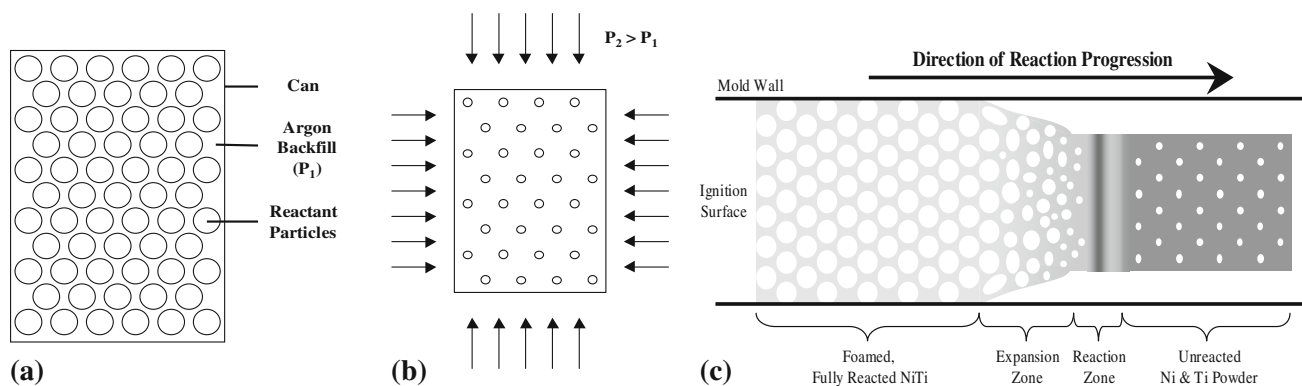 Can
Argon
Backfill
(P1)
Reactant
Particles
(a)
P2 > P1
(b)
Direction of Reaction Progression
Mold Wall
Ignition
Surface
Foamed,
Fully Reacted NiTi
Expansion
Zone
Reaction
Zone
Unreacted
Ni & Ti Powder
(c)